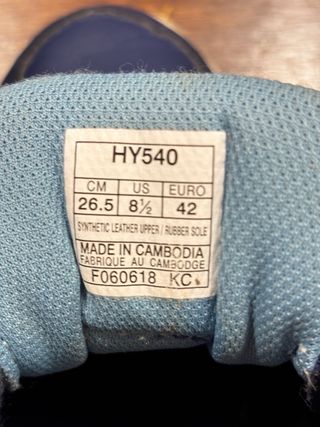 HY540
CM US EURO
26.5 8½ 42
SYNTHETIC LEATHER UPPER / RUBBER SOLE
MADE IN CAMBODIA
FABRIQUE AU CAMBODGE
F060618 KC